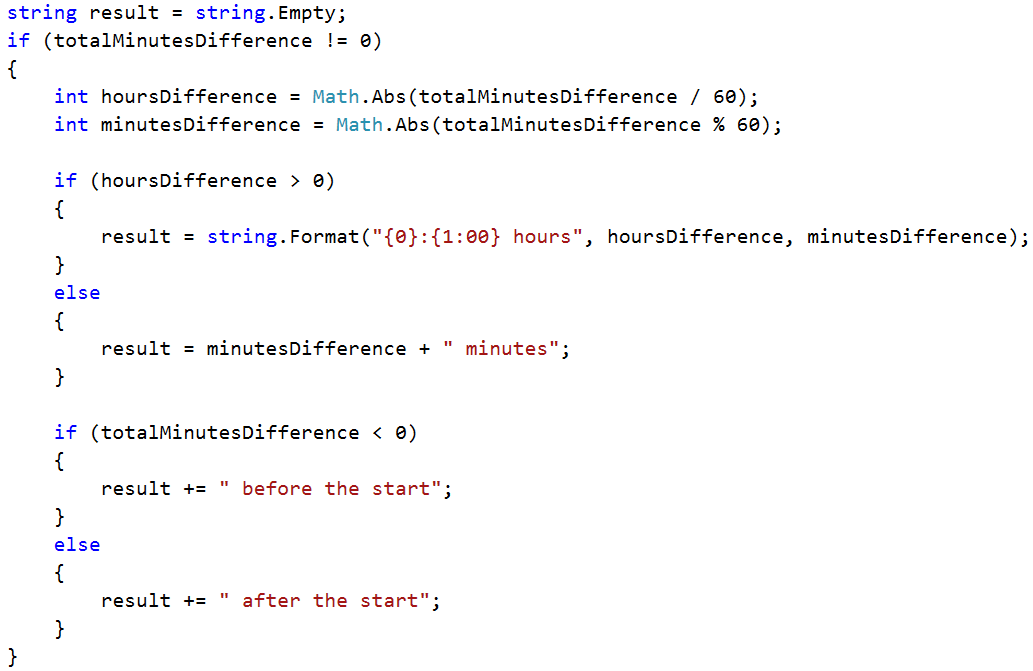 string result = string.Empty;
if (totalMinutesDifference != 0)
{
    int hoursDifference = Math.Abs(totalMinutesDifference / 60);
    int minutesDifference = Math.Abs(totalMinutesDifference % 60);

    if (hoursDifference > 0)
    {
        result = string.Format("{0}:{1:00} hours", hoursDifference, minutesDifference);
    }
    else
    {
        result = minutesDifference + " minutes";
    }

    if (totalMinutesDifference < 0)
    {
        result += " before the start";
    }
    else
    {
        result += " after the start";
    }
}